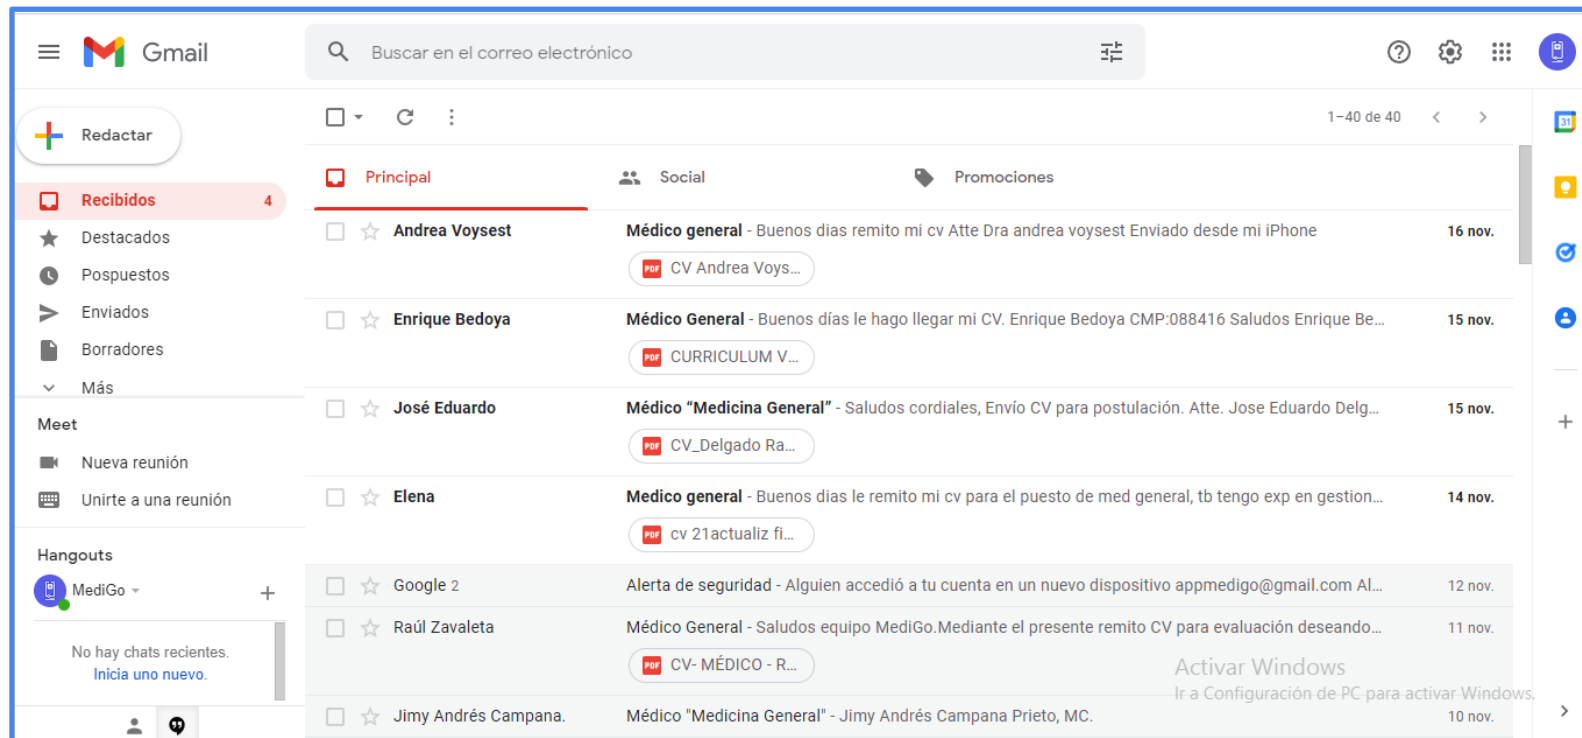 Gmail
Buscar en el correo electrónico
Redactar
1–40 de 40
31
Principal
Social
Promociones
Recibidos 4
Destacados
Pospuestos
Enviados
Borradores
Más
Meet
Nueva reunión
Unirte a una reunión
Hangouts
MediGo
No hay chats recientes.
Inicia uno nuevo.
Andrea Voysest Médico general - Buenos dias remito mi cv Atte Dra andrea voysest Enviado desde mi iPhone 16 nov.
PDF CV Andrea Voys...
Enrique Bedoya Médico General - Buenos días le hago llegar mi CV. Enrique Bedoya CMP:088416 Saludos Enrique Be... 15 nov.
PDF CURRICULUM V...
José Eduardo Médico “Medicina General” - Saludos cordiales, Envío CV para postulación. Atte. Jose Eduardo Delg... 15 nov.
PDF CV_Delgado Ra...
Elena Medico general - Buenos dias le remito mi cv para el puesto de med general, tb tengo exp en gestion... 14 nov.
PDF cv 21actualiz fi...
Google 2 Alerta de seguridad - Alguien accedió a tu cuenta en un nuevo dispositivo appmedigo@gmail.com Al... 12 nov.
Raúl Zavaleta Médico General - Saludos equipo MediGo.Mediante el presente remito CV para evaluación deseando... 11 nov.
PDF CV- MÉDICO - R...
Jimy Andrés Campana. Médico "Medicina General" - Jimy Andrés Campana Prieto, MC. 10 nov.
Activar Windows
Ir a Configuración de PC para activar Windows.